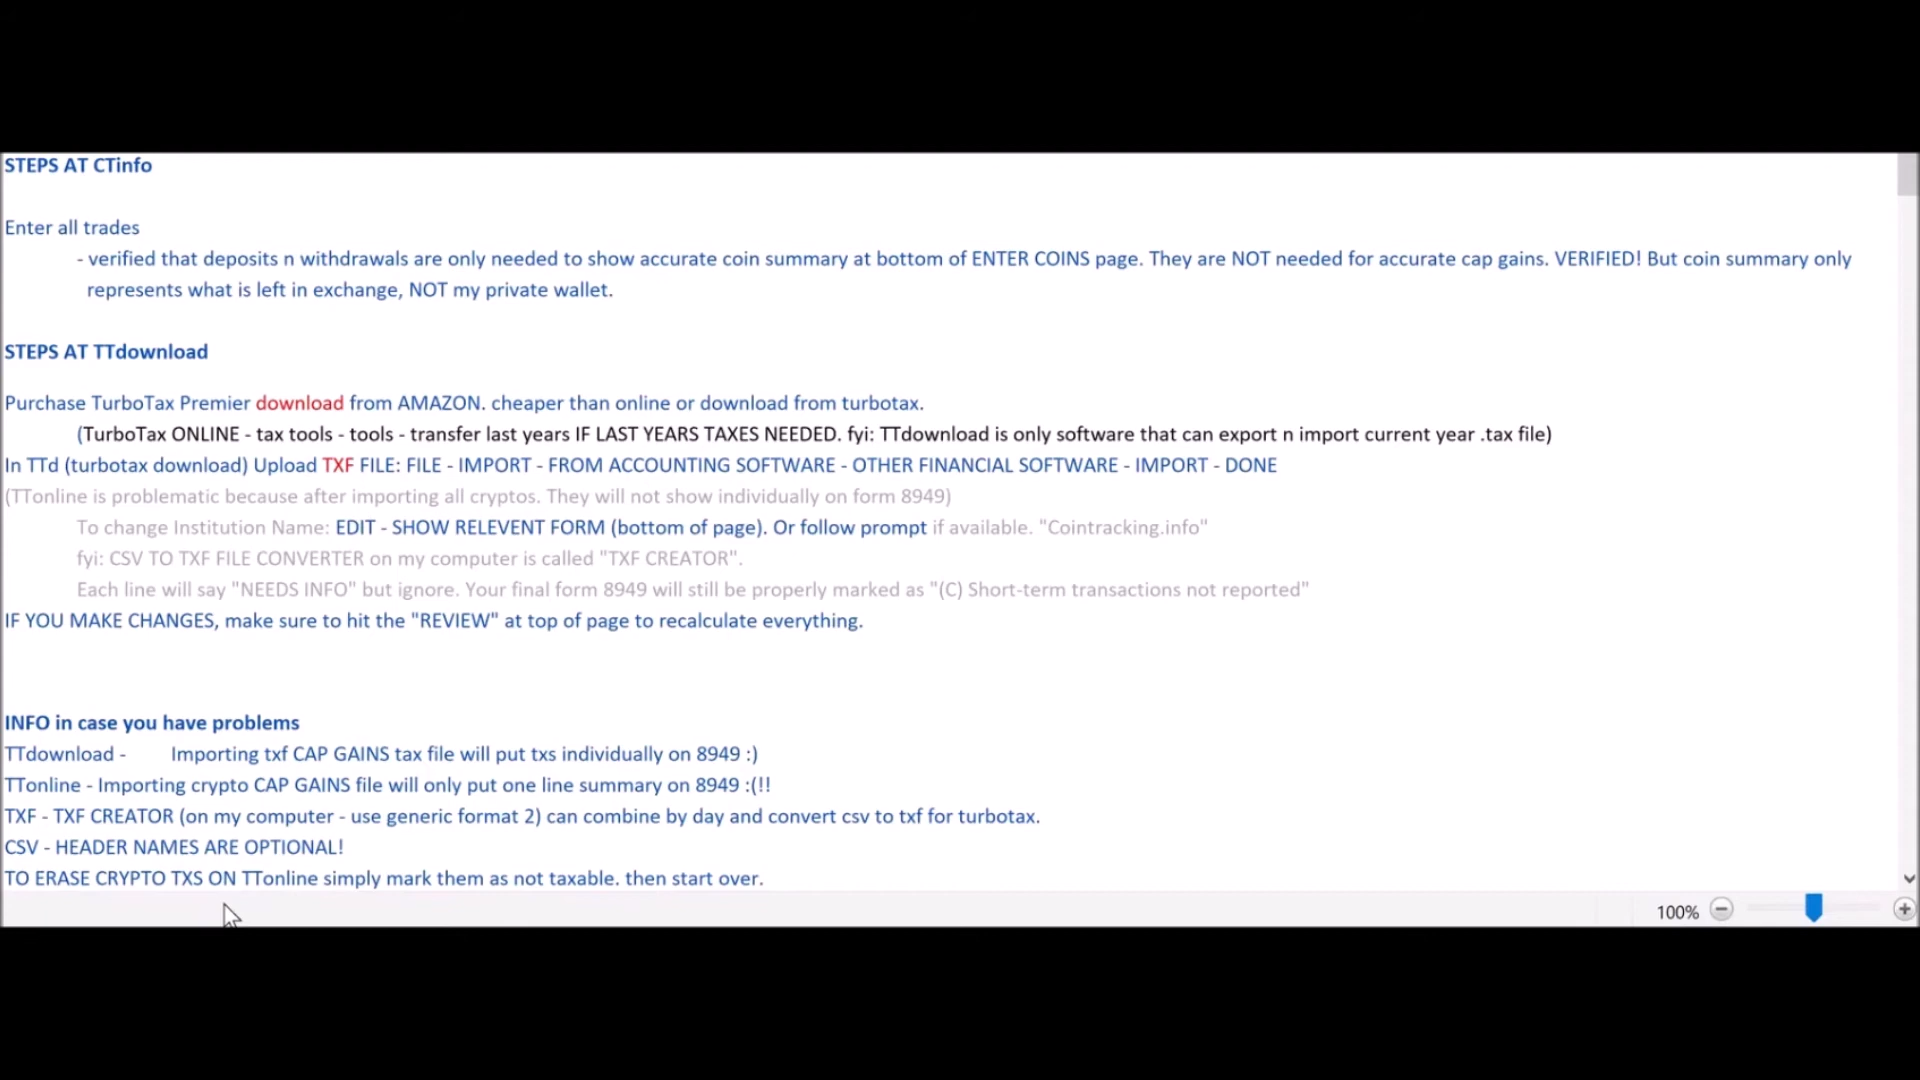 STEPS AT CTinfo
Enter all trades
- verified that deposits n withdrawals are only needed to show accurate coin summary at bottom of ENTER COINS page. They are NOT needed for accurate cap gains. VERIFIED! But coin summary only
represents what is left in exchange, NOT my private wallet.
STEPS AT TTdownload
Purchase TurboTax Premier download from AMAZON. cheaper than online or download from turbotax.
(TurboTax ONLINE - tax tools - tools - transfer last years IF LAST YEARS TAXES NEEDED. fyi: TTdownload is only software that can export n import current year .tax file)
In TTd (turbotax download) Upload TXF FILE: FILE - IMPORT - FROM ACCOUNTING SOFTWARE - OTHER FINANCIAL SOFTWARE - IMPORT - DONE
(TTonline is problematic because after importing all cryptos. They will not show individually on form 8949)
To change Institution Name: EDIT - SHOW RELEVENT FORM (bottom of page). Or follow prompt if available. "Cointracking.info"
fyi: CSV TO TXF FILE CONVERTER on my computer is called "TXF CREATOR".
Each line will say "NEEDS INFO" but ignore. Your final form 8949 will still be properly marked as "(C) Short-term transactions not reported"
IF YOU MAKE CHANGES, make sure to hit the "REVIEW" at top of page to recalculate everything.
INFO in case you have problems
TTdownload - Importing txf CAP GAINS tax file will put txs individually on 8949 :)
TTonline - Importing crypto CAP GAINS file will only put one line summary on 8949 :(!!
TXF - TXF CREATOR (on my computer - use generic format 2) can combine by day and convert csv to txf for turbotax.
CSV - HEADER NAMES ARE OPTIONAL!
TO ERASE CRYPTO TXS ON TTonline simply mark them as not taxable. then start over.
100%